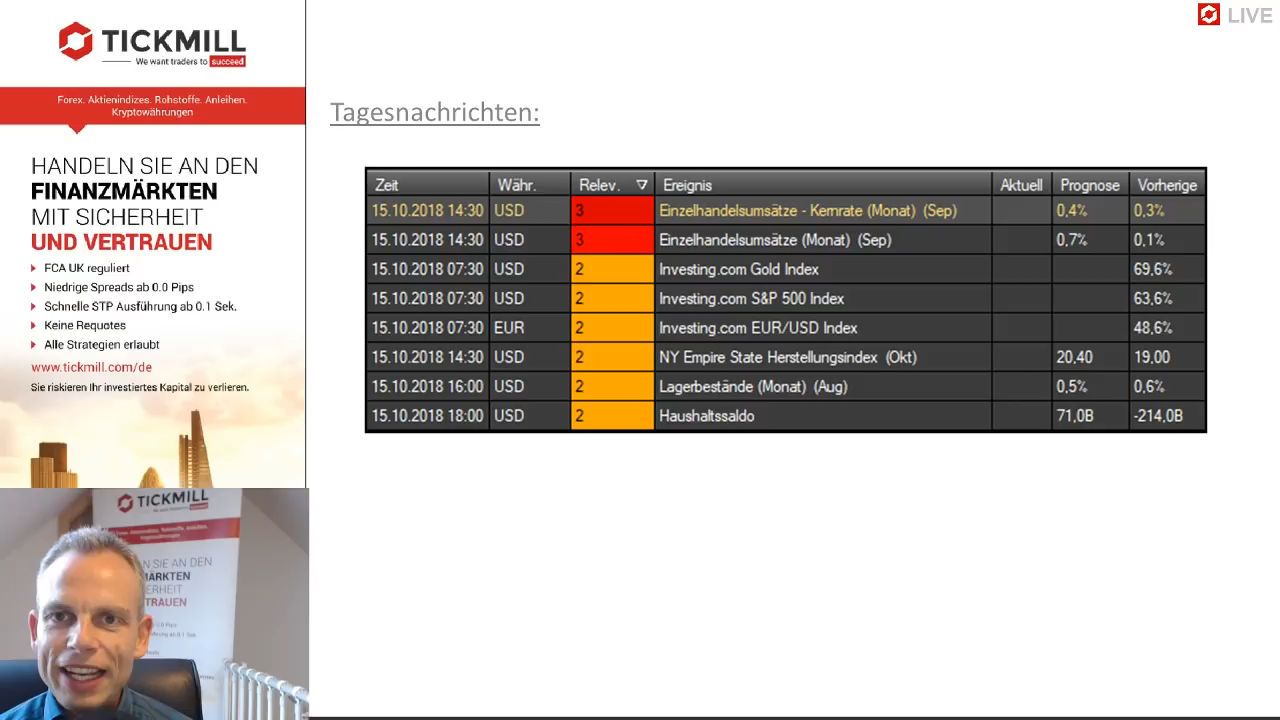 TICKMILL
We want traders to succeed
Forex. Aktienindizes. Rohstoffe. Anleihen.
Kryptowährungen
HANDELN SIE AN DEN
FINANZMÄRKTEN
MIT SICHERHEIT
UND VERTRAUEN
FCA UK reguliert
Niedrige Spreads ab 0.0 Pips
Schnelle STP Ausführung ab 0.1 Sek.
Keine Requotes
Alle Strategien erlaubt
www.tickmill.com/de
Sie riskieren Ihr investiertes Kapital zu verlieren.
LIVE
Tagesnachrichten:
Zeit Währ. Relev. Ereignis Aktuell Prognose Vorherige
15.10.2018 14:30 USD 3 Einzelhandelsumsätze - Kernrate (Monat) (Sep) 0,4% 0,3%
15.10.2018 14:30 USD 3 Einzelhandelsumsätze (Monat) (Sep) 0,7% 0,1%
15.10.2018 07:30 USD 2 Investing.com Gold Index 69,6%
15.10.2018 07:30 USD 2 Investing.com S&P 500 Index 63,6%
15.10.2018 07:30 EUR 2 Investing.com EUR/USD Index 48,6%
15.10.2018 14:30 USD 2 NY Empire State Herstellungsindex (Okt) 20,40 19,00
15.10.2018 16:00 USD 2 Lagerbestände (Monat) (Aug) 0,5% 0,6%
15.10.2018 18:00 USD 2 Haushaltssaldo 71,0B -214,0B
TICKMILL
N SIE AN DEN
MÄRKTEN
ERHEIT
TRAUEN